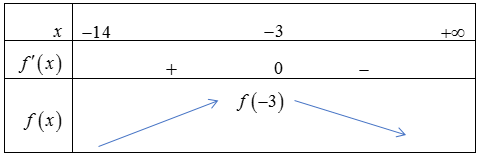 x −14 −3 +∞
f′(x) + 0 −
f(−3)
f(x)